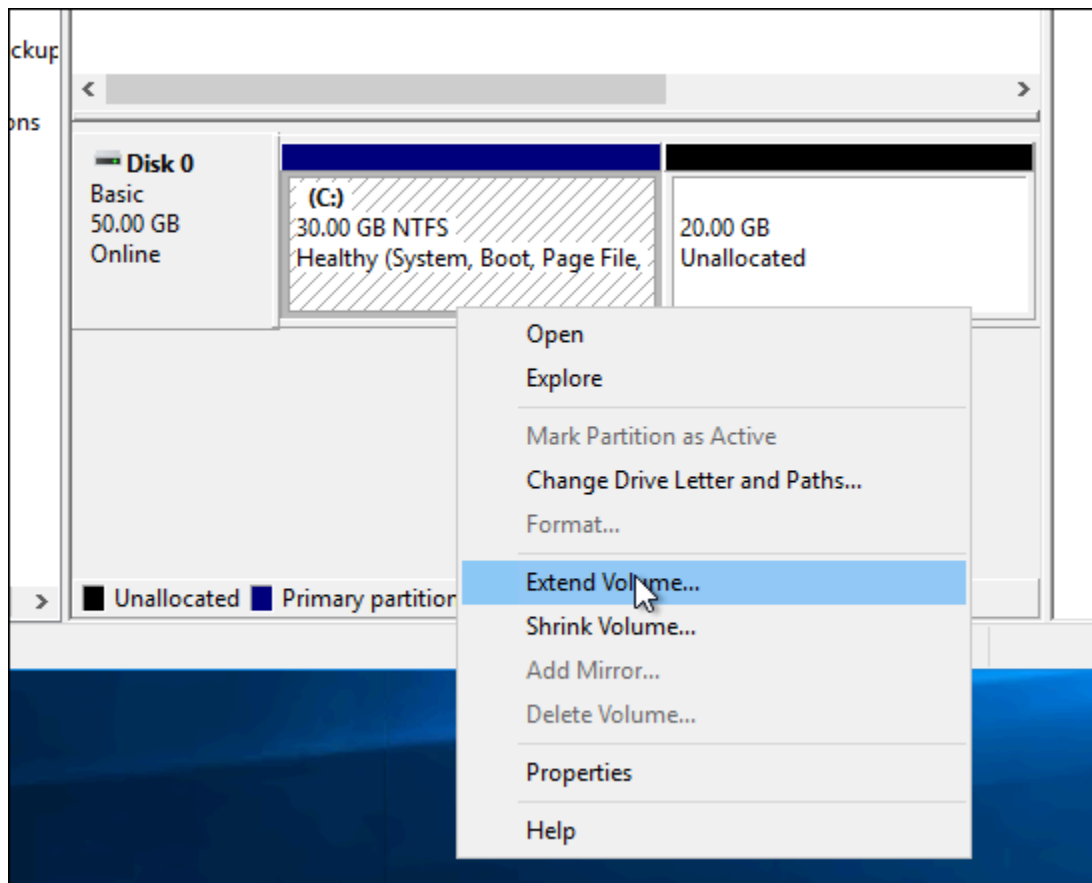 ckup
ons
Disk 0
Basic
50.00 GB
Online
(C:)
30.00 GB NTFS
Healthy (System, Boot, Page File,
20.00 GB
Unallocated
Open
Explore
Mark Partition as Active
Change Drive Letter and Paths...
Format...
Extend Volume...
Shrink Volume...
Add Mirror...
Delete Volume...
Properties
Help
Unallocated
Primary partition